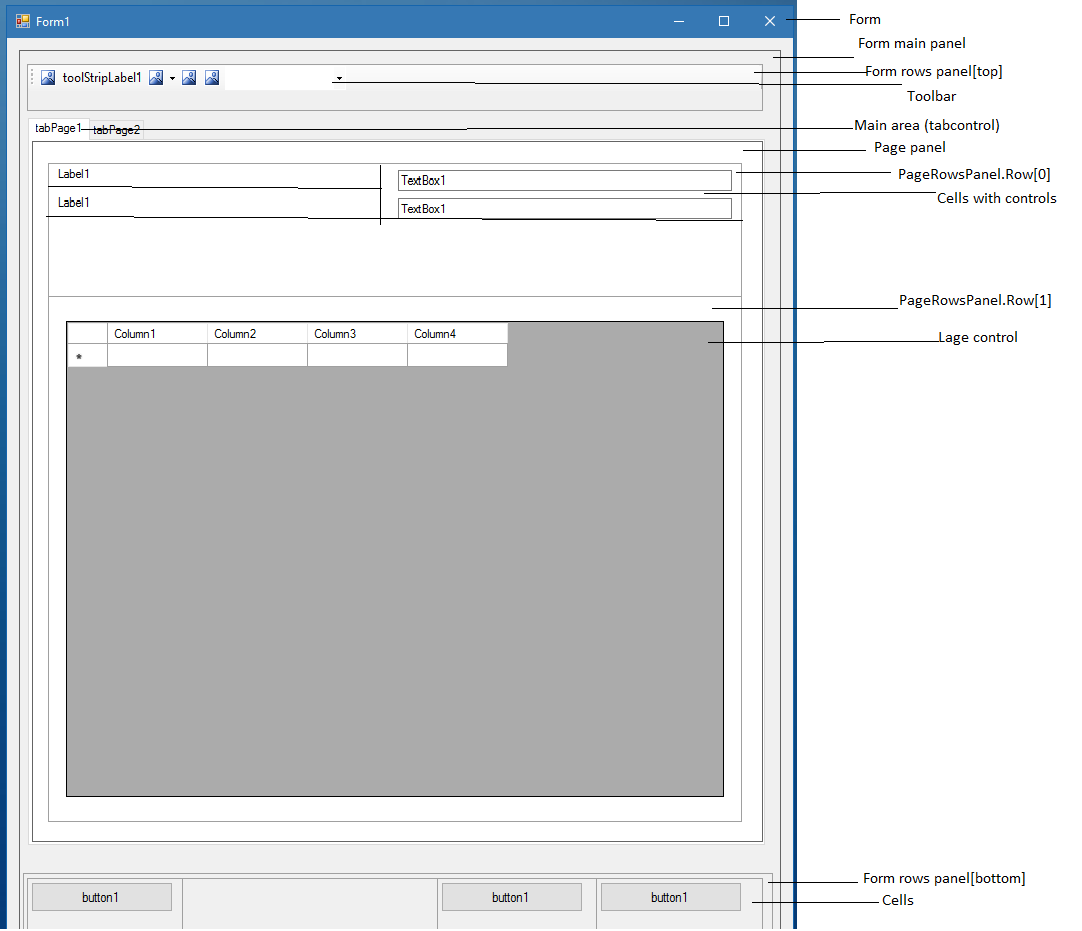 Form1
Form
Form main panel
toolStripLabel1
Form rows panel[top]
Toolbar
tabPage1
tabPage2
Main area (tabcontrol)
Page panel
Label1
TextBox1
PageRowsPanel.Row[0]
Cells with controls
Label1
TextBox1
PageRowsPanel.Row[1]
Column1 Column2 Column3 Column4
Lage control
*
Form rows panel[bottom]
button1
button1
button1
Cells